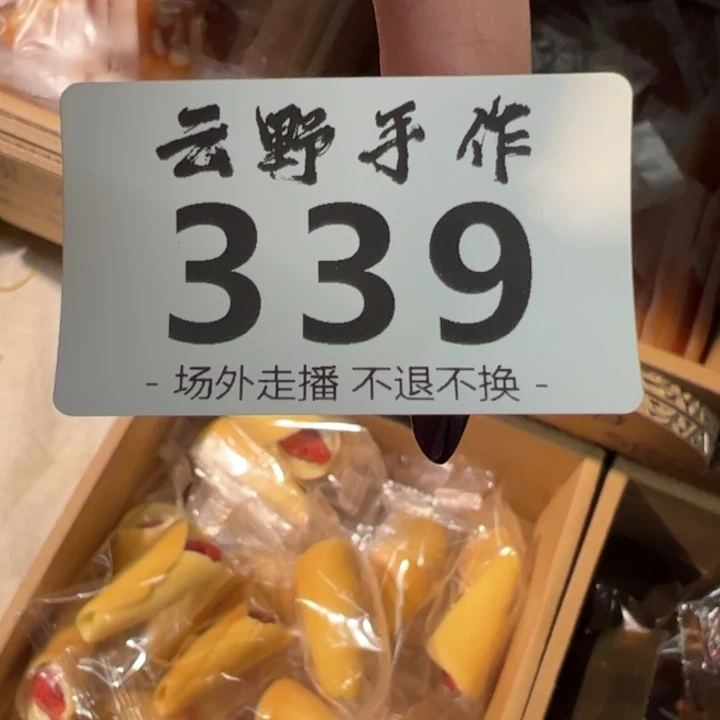 云野手作
339
- 场外走播 不退不换 -